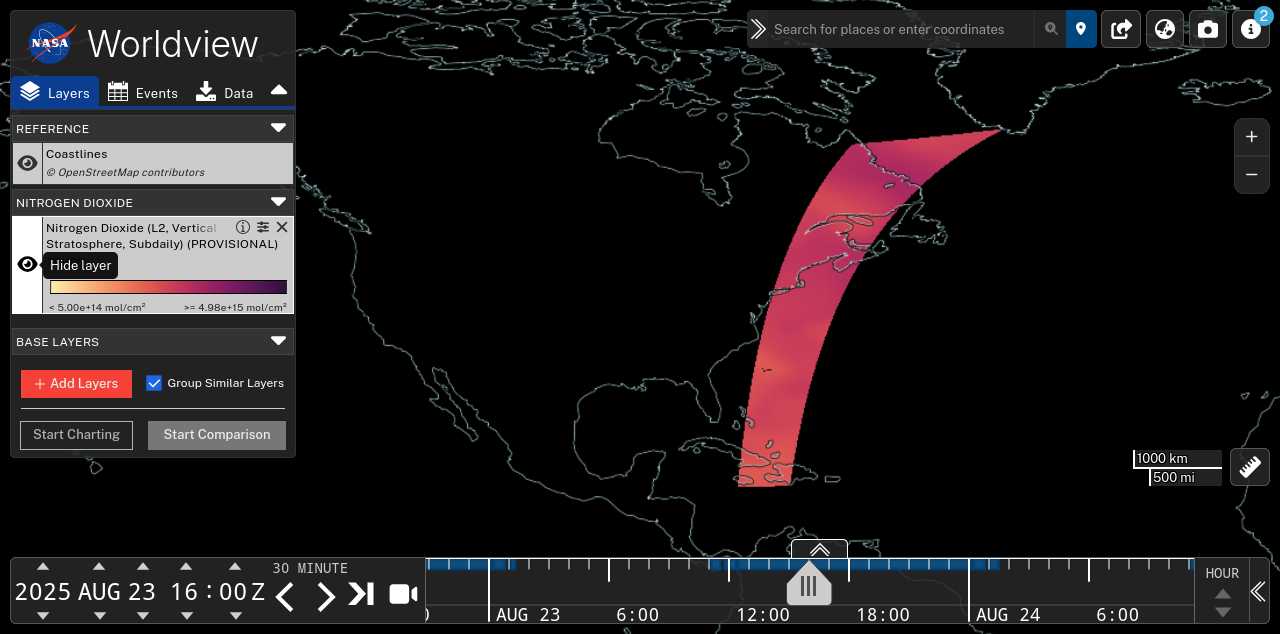 NASA
Worldview
Layers
Events
Data
REFERENCE
Coastlines
© OpenStreetMap contributors
NITROGEN DIOXIDE
Nitrogen Dioxide (L2, Vertical
Stratosphere, Subdaily) (PROVISIONAL)
Hide layer
< 5.00e+14 mol/cm²
>= 4.98e+15 mol/cm²
BASE LAYERS
+ Add Layers
Group Similar Layers
Start Charting
Start Comparison
Search for places or enter coordinates
2
+
−
1000 km
500 mi
2025 AUG 23 16 : 00 Z
30 MINUTE
AUG 23
6:00
12:00
18:00
AUG 24
6:00
HOUR